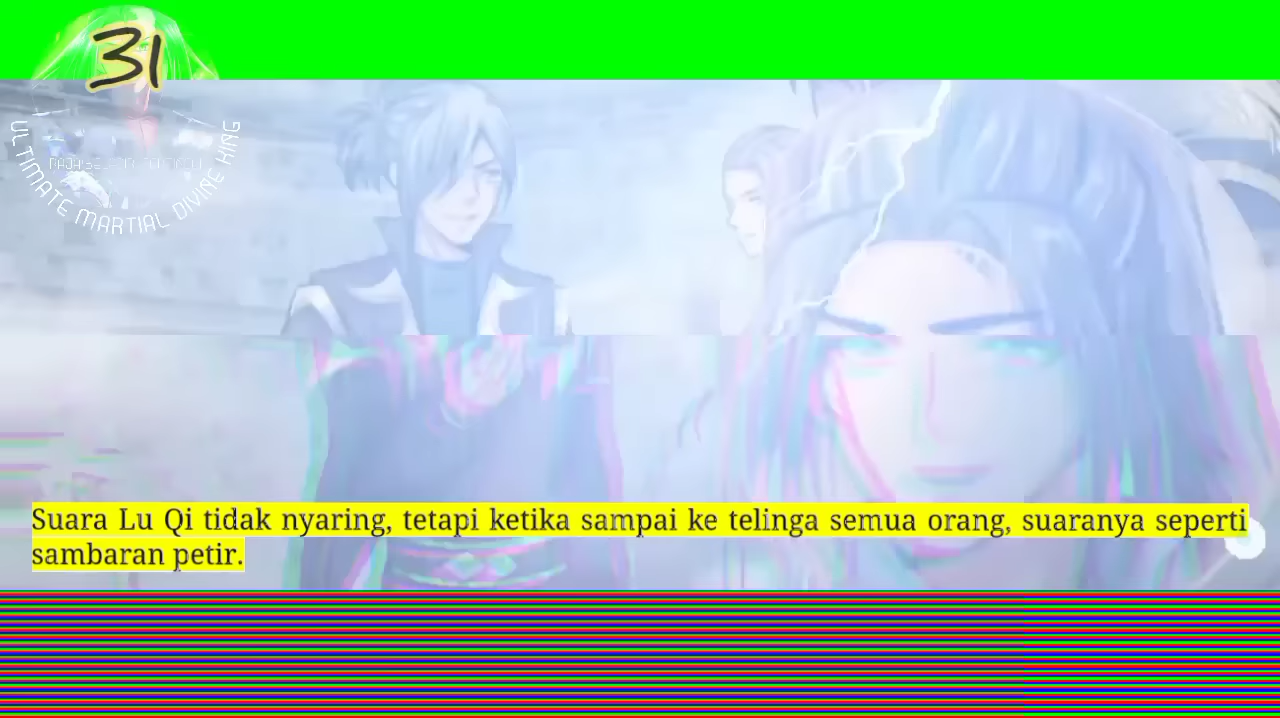 31
ULTIMATE MARTIAL DIVINE KING
Suara Lu Qi tidak nyaring, tetapi ketika sampai ke telinga semua orang, suaranya seperti
sambaran petir.